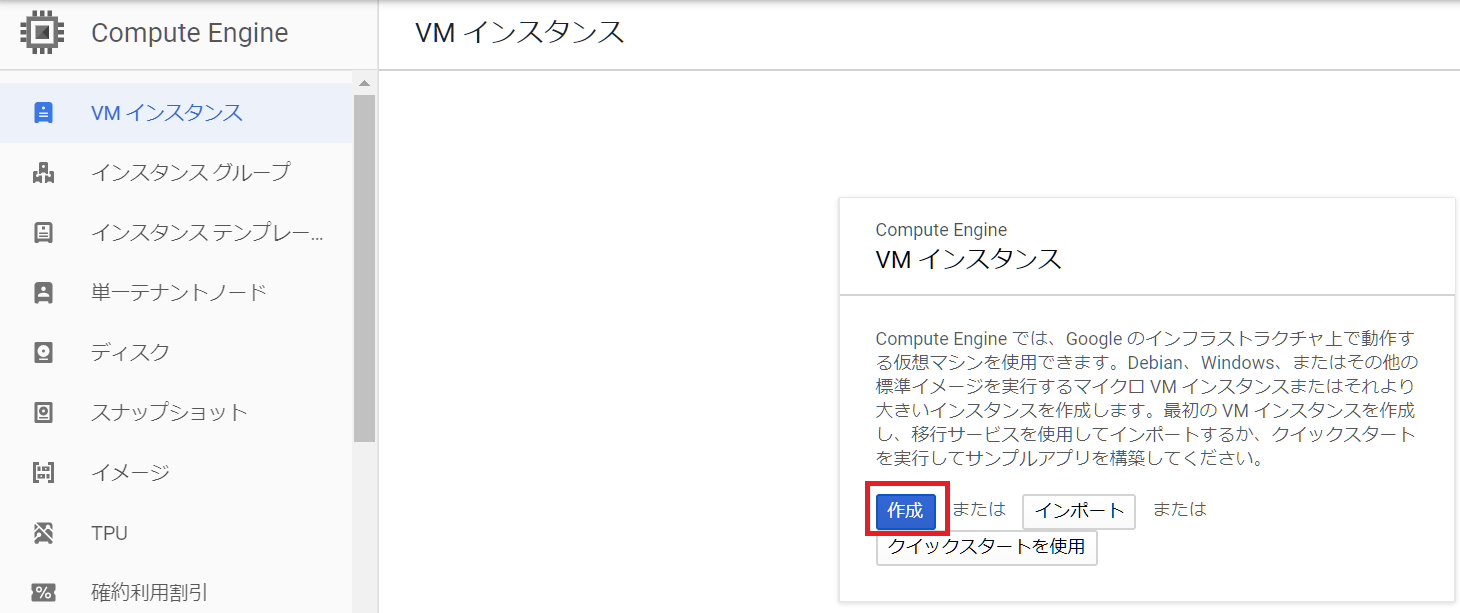 Compute Engine
VM インスタンス
VM インスタンス
インスタンス グループ
インスタンス テンプレー...
単一テナントノード
ディスク
スナップショット
イメージ
TPU
確約利用割引
Compute Engine
VM インスタンス
Compute Engine では、Google のインフラストラクチャ上で動作す
る仮想マシンを使用できます。Debian、Windows、またはその他の
標準イメージを実行するマイクロ VM インスタンスまたはそれより
大きいインスタンスを作成します。最初の VM インスタンスを作成
し、移行サービスを使用してインポートするか、クイックスタート
を実行してサンプルアプリを構築してください。
作成 または インポート または
クイックスタートを使用